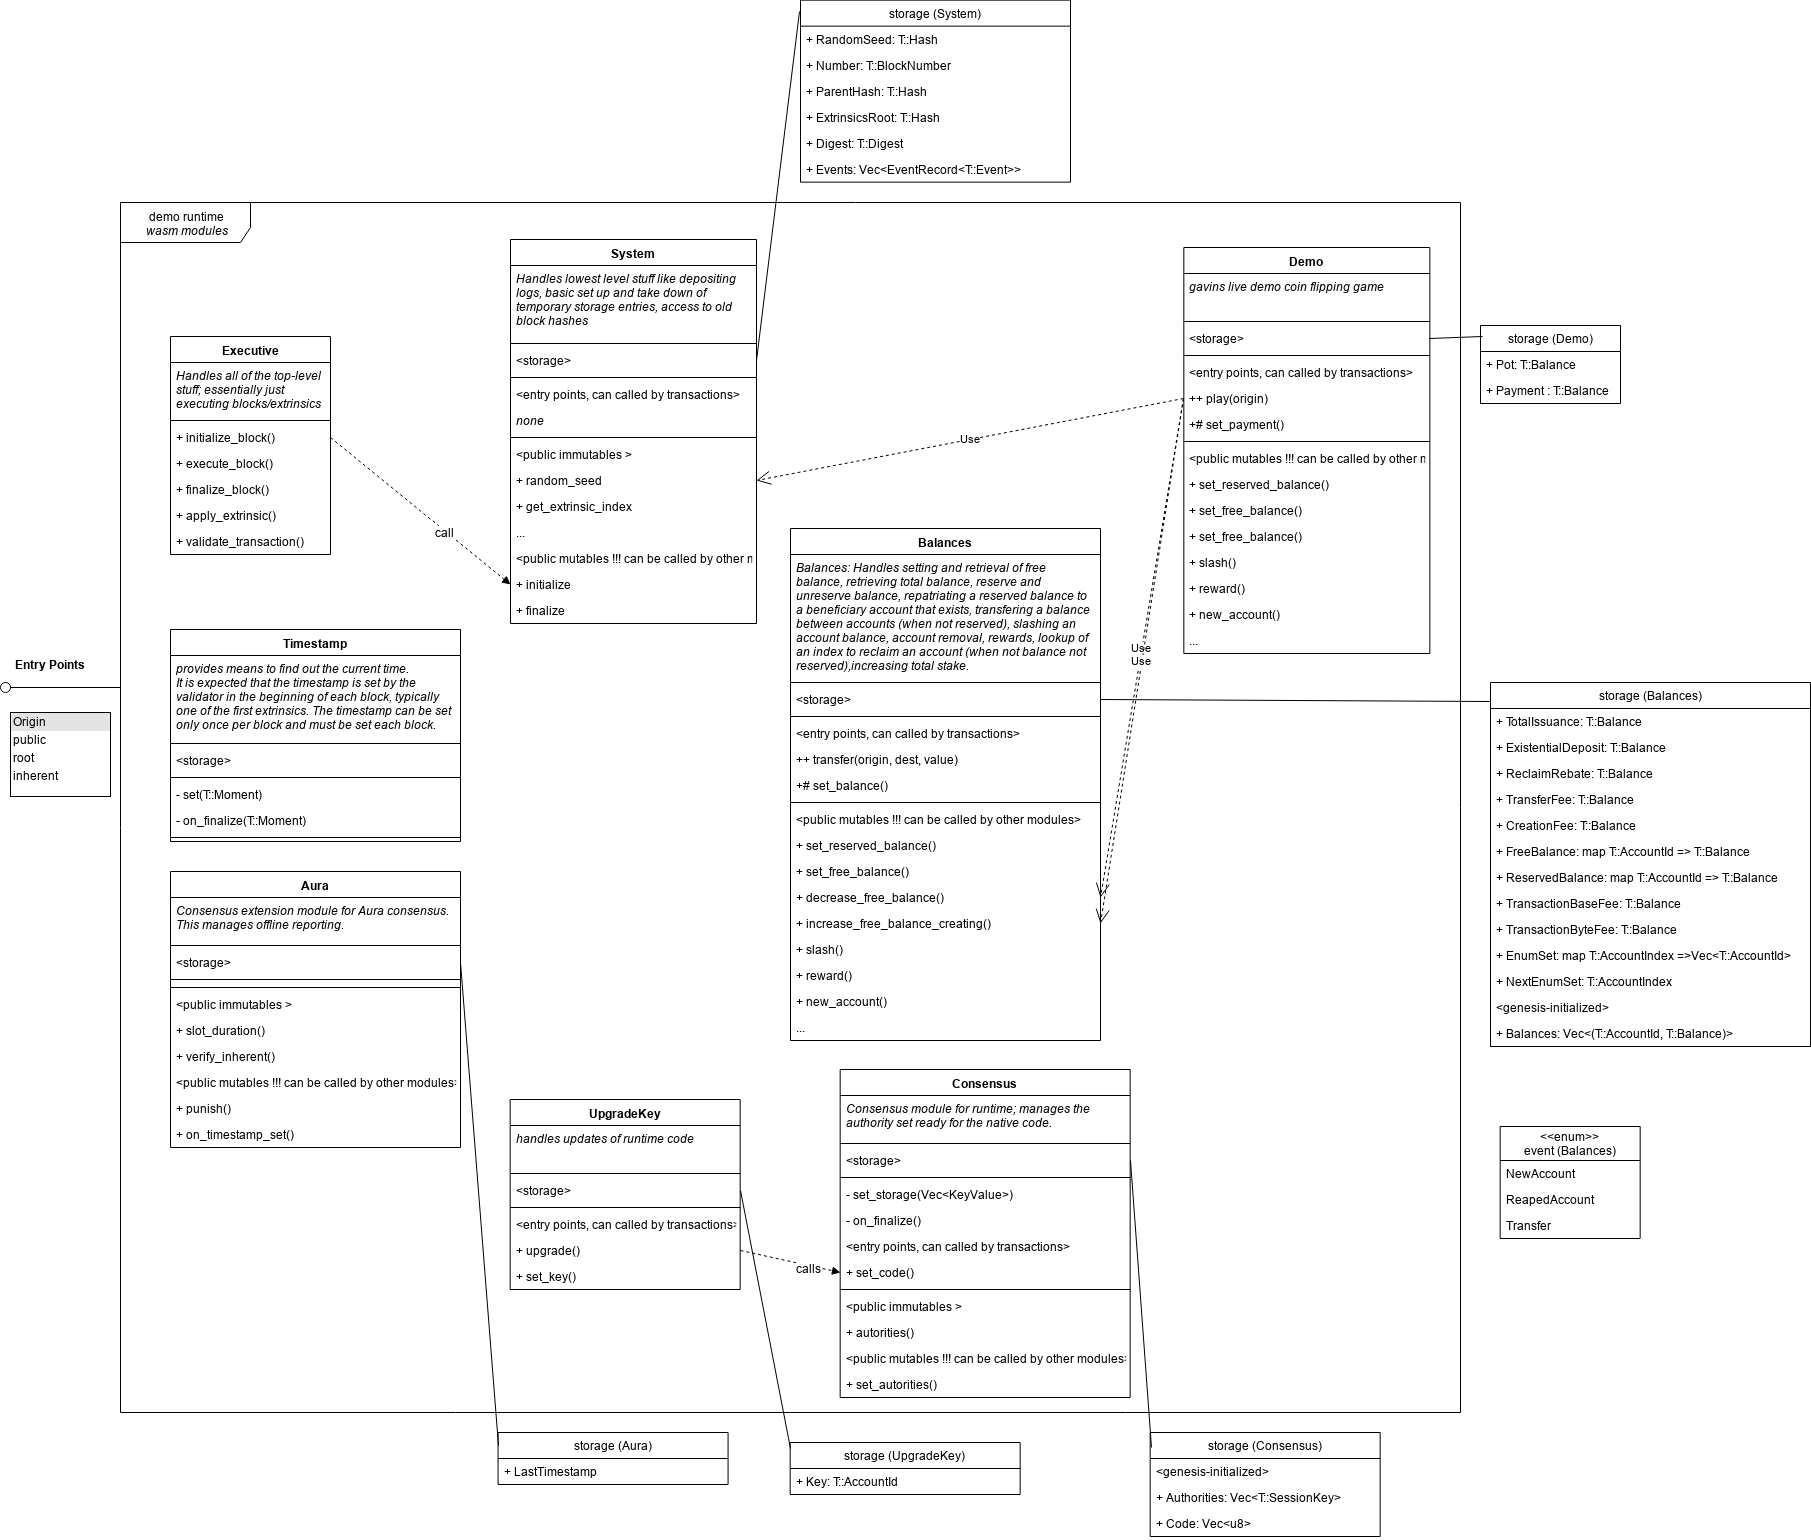 storage (System)
+ RandomSeed: T::Hash
+ Number: T::BlockNumber
+ ParentHash: T::Hash
+ ExtrinsicsRoot: T::Hash
+ Digest: T::Digest
+ Events: Vec<EventRecord<T::Event>>
demo runtime
wasm modules
System
Handles lowest level stuff like depositing
logs, basic set up and take down of
temporary storage entries, access to old
block hashes
<storage>
<entry points, can called by transactions>
none
<public immutables >
+ random_seed
+ get_extrinsic_index
...
<public mutables !!! can be called by other n
+ initialize
+ finalize
Demo
gavins live demo coin flipping game
<storage>
<entry points, can called by transactions>
++ play(origin)
+# set_payment()
<public mutables !!! can be called by other n
+ set_reserved_balance()
+ set_free_balance()
+ set_free_balance()
+ slash()
+ reward()
+ new_account()
...
storage (Demo)
+ Pot: T::Balance
+ Payment : T::Balance
Executive
Handles all of the top-level
stuff; essentially just
executing blocks/extrinsics
+ initialize_block()
+ execute_block()
+ finalize_block()
+ apply_extrinsic()
+ validate_transaction()
call
Use
Use
Use
Balances
Balances: Handles setting and retrieval of free
balance, retrieving total balance, reserve and
unreserve balance, repatriating a reserved balance to
a beneficiary account that exists, transfering a balance
between accounts (when not reserved), slashing an
account balance, account removal, rewards, lookup of
an index to reclaim an account (when not balance not
reserved),increasing total stake.
<storage>
<entry points, can called by transactions>
++ transfer(origin, dest, value)
+# set_balance()
<public mutables !!! can be called by other modules>
+ set_reserved_balance()
+ set_free_balance()
+ decrease_free_balance()
+ increase_free_balance_creating()
+ slash()
+ reward()
+ new_account()
...
Timestamp
provides means to find out the current time.
It is expected that the timestamp is set by the
validator in the beginning of each block, typically
one of the first extrinsics. The timestamp can be set
only once per block and must be set each block.
<storage>
- set(T::Moment)
- on_finalize(T::Moment)
Entry Points
Origin
public
root
inherent
storage (Balances)
+ TotalIssuance: T::Balance
+ ExistentialDeposit: T::Balance
+ ReclaimRebate: T::Balance
+ TransferFee: T::Balance
+ CreationFee: T::Balance
+ FreeBalance: map T::AccountId => T::Balance
+ ReservedBalance: map T::AccountId => T::Balance
+ TransactionBaseFee: T::Balance
+ TransactionByteFee: T::Balance
+ EnumSet: map T::AccountIndex =>Vec<T::AccountId>
+ NextEnumSet: T::AccountIndex
<genesis-initialized>
+ Balances: Vec<(T::AccountId, T::Balance)>
Aura
Consensus extension module for Aura consensus.
This manages offline reporting.
<storage>
<public immutables >
+ slot_duration()
+ verify_inherent()
<public mutables !!! can be called by other modules>
+ punish()
+ on_timestamp_set()
UpgradeKey
handles updates of runtime code
<storage>
<entry points, can called by transactions>
+ upgrade()
+ set_key()
calls
Consensus
Consensus module for runtime; manages the
authority set ready for the native code.
<storage>
- set_storage(Vec<KeyValue>)
- on_finalize()
<entry points, can called by transactions>
+ set_code()
<public immutables >
+ autorities()
<public mutables !!! can be called by other modules>
+ set_autorities()
<<enum>>
event (Balances)
NewAccount
ReapedAccount
Transfer
storage (Aura)
+ LastTimestamp
storage (UpgradeKey)
+ Key: T::AccountId
storage (Consensus)
<genesis-initialized>
+ Authorities: Vec<T::SessionKey>
+ Code: Vec<u8>